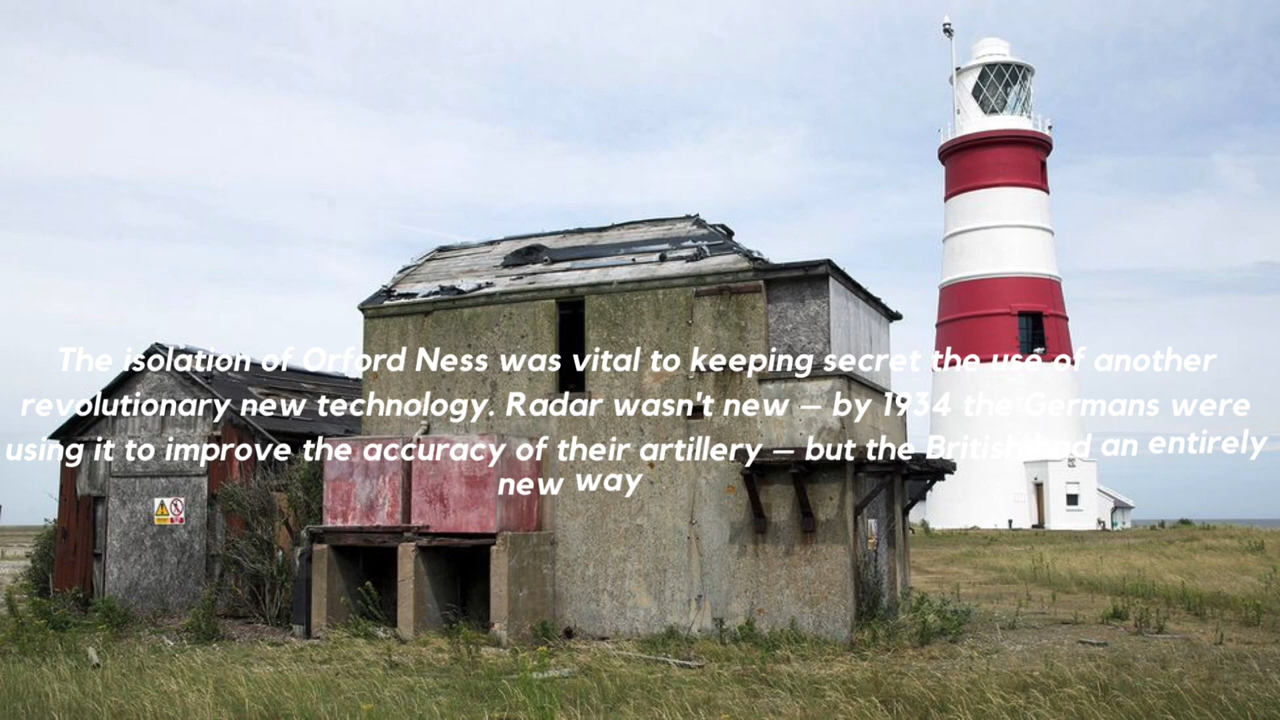 The isolation of Orford Ness was vital to keeping secret the use of another
revolutionary new technology. Radar wasn't new – by 1934 the Germans were
using it to improve the accuracy of their artillery – but the British had an entirely
new way